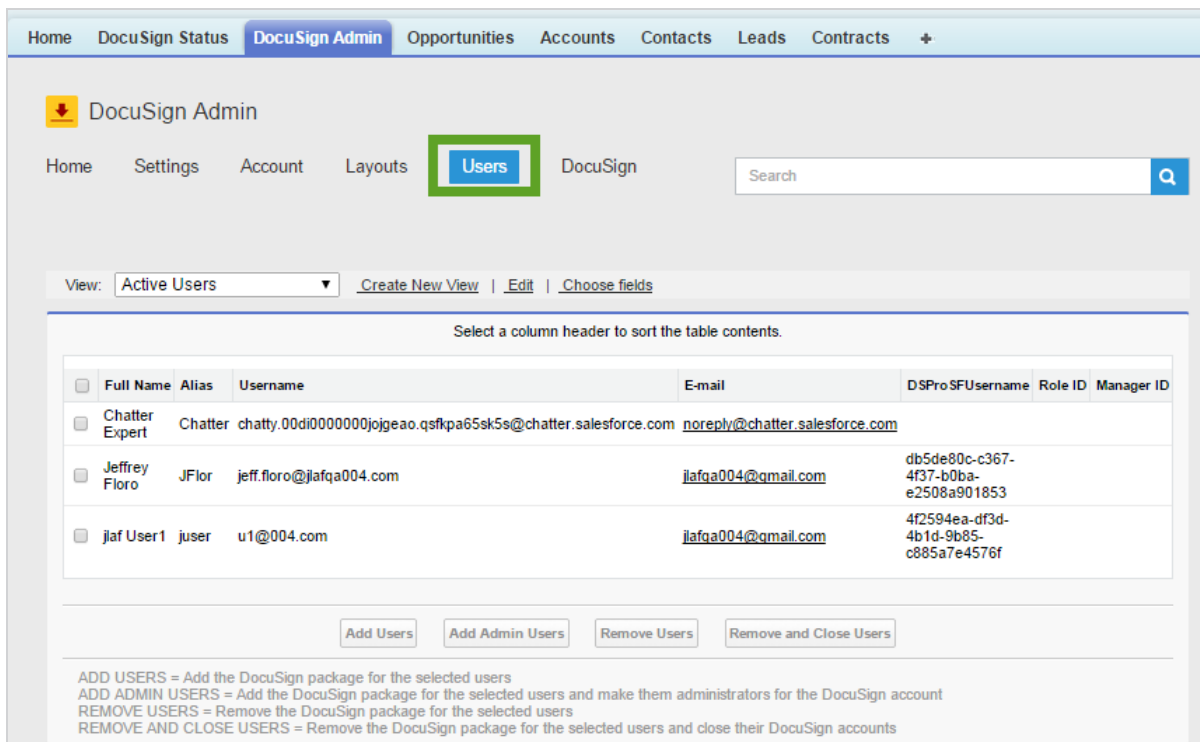 Home DocuSign Status DocuSign Admin Opportunities Accounts Contacts Leads Contracts +
DocuSign Admin
Home Settings Account Layouts Users DocuSign Search
View: Active Users Create New View | Edit | Choose fields
Select a column header to sort the table contents.
Full Name Alias Username E-mail DSProSFUsername Role ID Manager ID
Chatter Expert Chatter chatty.00di0000000jojgeao.qsfkpa65sk5s@chatter.salesforce.com noreply@chatter.salesforce.com
Jeffrey Floro JFlor jeff.floro@jlafqa004.com jlafqa004@gmail.com db5de80c-c367-4f37-b0ba-e2508a901853
jlaf User1 juser u1@004.com jlafqa004@gmail.com 4f2594ea-df3d-4b1d-9b85-c885a7e4576f
Add Users Add Admin Users Remove Users Remove and Close Users
ADD USERS = Add the DocuSign package for the selected users
ADD ADMIN USERS = Add the DocuSign package for the selected users and make them administrators for the DocuSign account
REMOVE USERS = Remove the DocuSign package for the selected users
REMOVE AND CLOSE USERS = Remove the DocuSign package for the selected users and close their DocuSign accounts